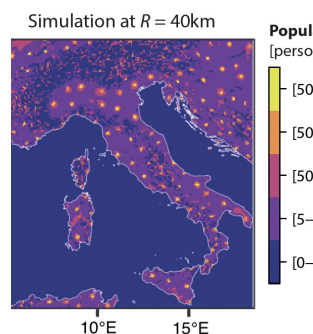 Simulation at R = 40km
Popul
[perso
[50
[50
[50
[5–
[0–
10°E
15°E